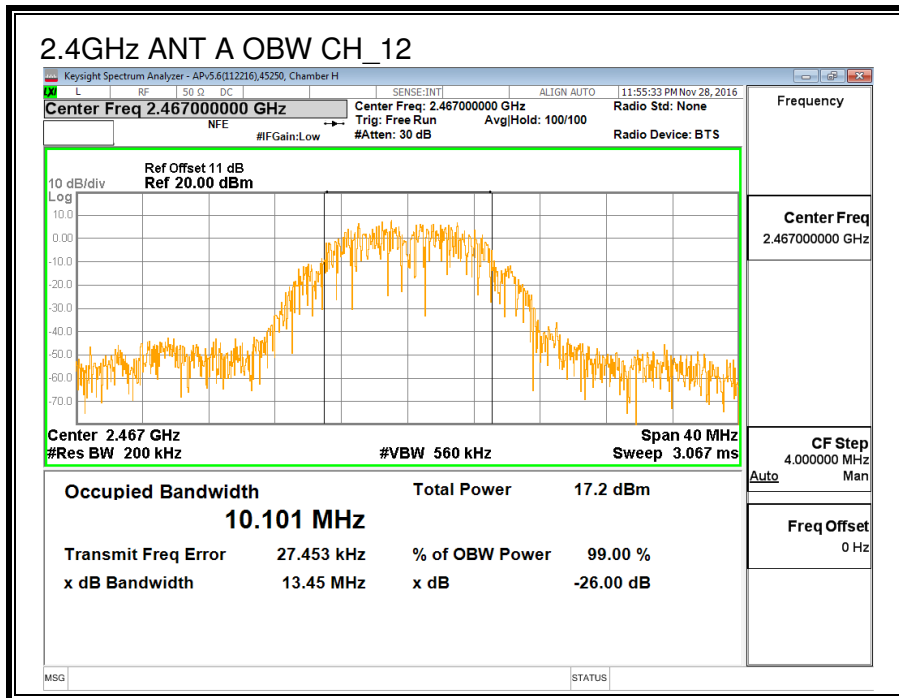 2.4GHz ANT A OBW CH_12
Keysight Spectrum Analyzer - APv5.6(112216),45250, Chamber H
LXI L RF 50 Ω DC SENSE:INT ALIGN AUTO 11:55:33 PM Nov 28, 2016
Center Freq 2.467000000 GHz
NFE
#IFGain:Low
Center Freq: 2.467000000 GHz
Trig: Free Run Avg|Hold: 100/100
#Atten: 30 dB
Radio Std: None
Radio Device: BTS
Ref Offset 11 dB
10 dB/div Ref 20.00 dBm
Log
10.0
0.00
-10.0
-20.0
-30.0
-40.0
-50.0
-60.0
-70.0
Center 2.467 GHz Span 40 MHz
#Res BW 200 kHz #VBW 560 kHz Sweep 3.067 ms
Occupied Bandwidth Total Power 17.2 dBm
10.101 MHz
Transmit Freq Error 27.453 kHz % of OBW Power 99.00 %
x dB Bandwidth 13.45 MHz x dB -26.00 dB
MSG STATUS
Frequency
Center Freq
2.467000000 GHz
CF Step
4.000000 MHz
Auto Man
Freq Offset
0 Hz